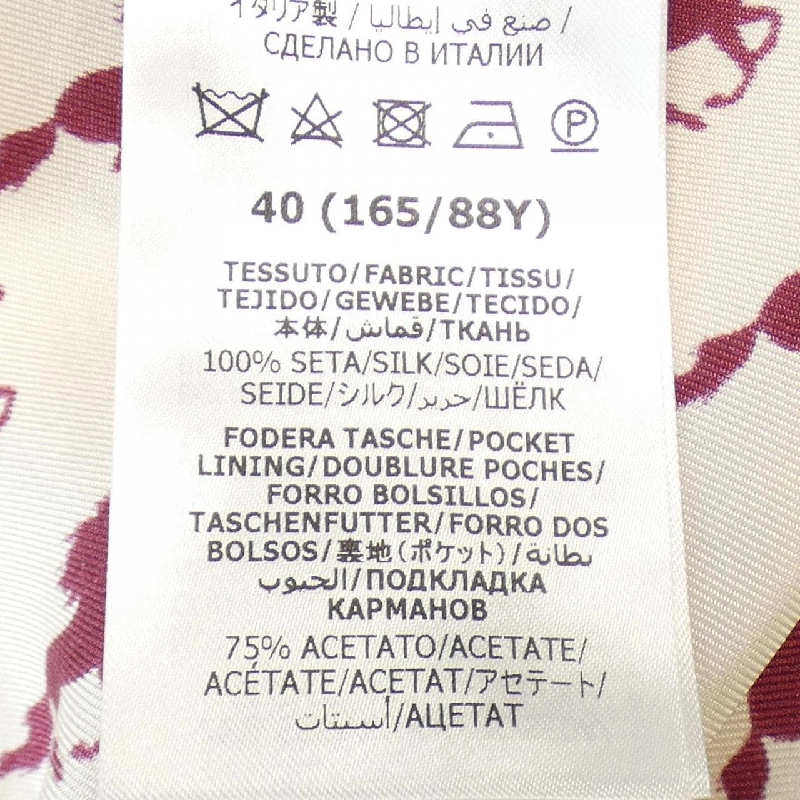 イタリア製 / صنع في إيطاليا /
СДЕЛАНО В ИТАЛИИ
P
40 (165/88Y)
TESSUTO/FABRIC/TISSU/
TEJIDO/GEWEBE/TECIDO/
本体/قماش/ТКАНЬ
100% SETA/SILK/SOIE/SEDA/
SEIDE/シルク/حرير/ШЁЛК
FODERA TASCHE/POCKET
LINING/DOUBLURE POCHES/
FORRO BOLSILLOS/
TASCHENFUTTER/FORRO DOS
BOLSOS/裏地(ポケット)/بطانة
الجيوب/ПОДКЛАДКА
КАРМАНОВ
75% ACETATO/ACETATE/
ACÉTATE/ACETAT/アセテート/
أسيتات/АЦЕТАТ